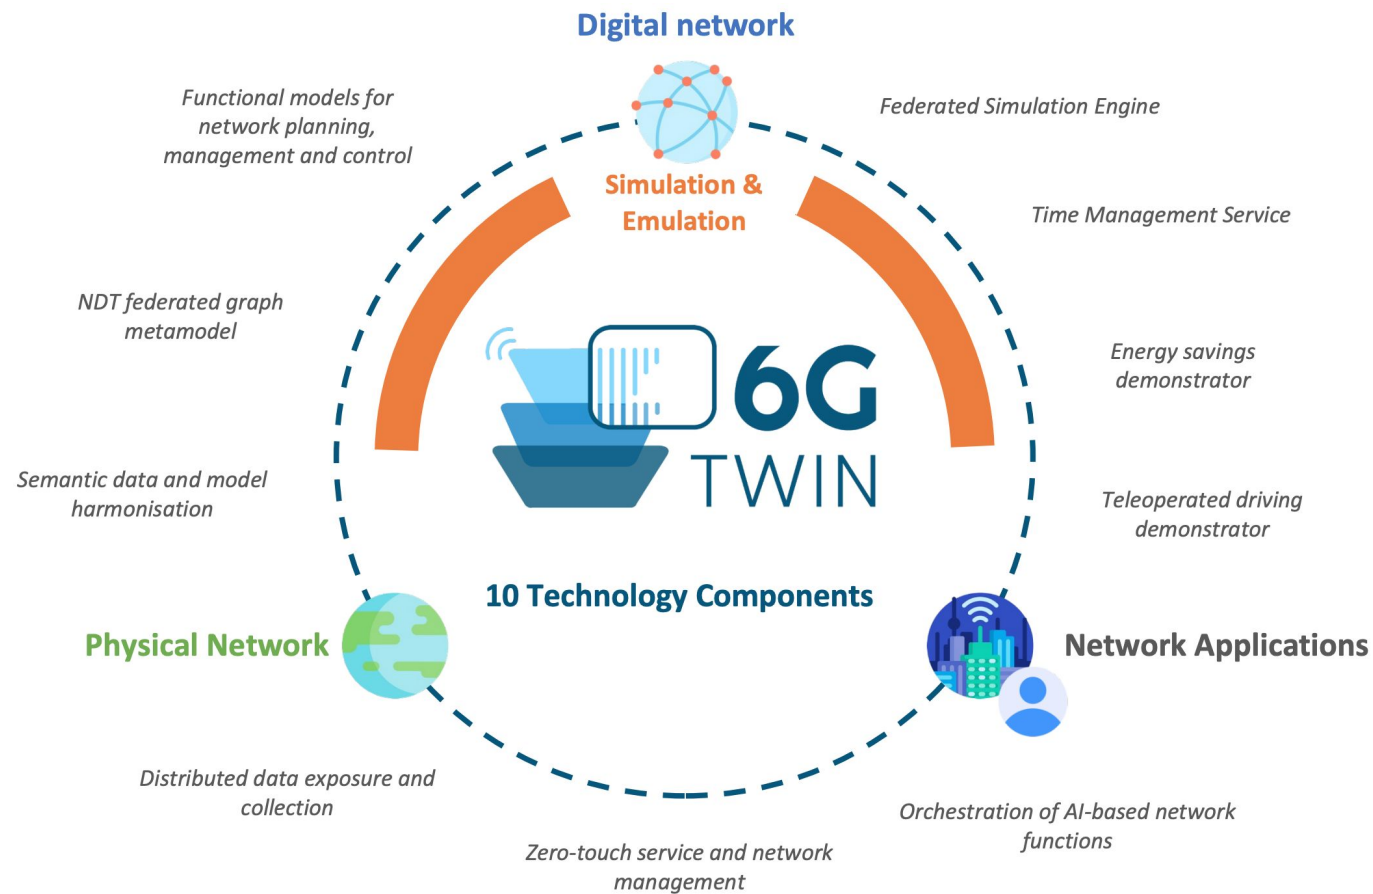 Digital network
Functional models for
network planning,
management and control
Federated Simulation Engine
Simulation &
Emulation
Time Management Service
NDT federated graph
metamodel
Energy savings
demonstrator
6G
TWIN
Semantic data and model
harmonisation
Teleoperated driving
demonstrator
10 Technology Components
Physical Network
Network Applications
Distributed data exposure and
collection
Orchestration of AI-based network
functions
Zero-touch service and network
management